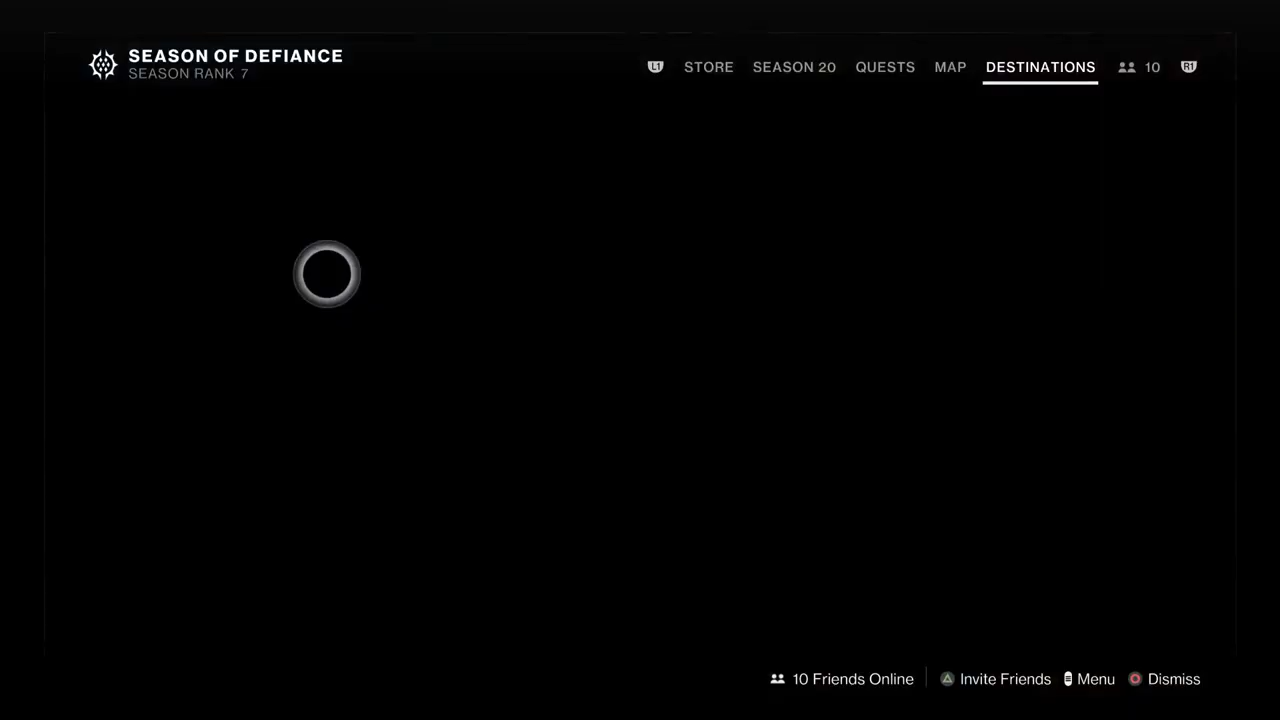 SEASON OF DEFIANCE
SEASON RANK 7
L1 STORE SEASON 20 QUESTS MAP DESTINATIONS 10 R1
10 Friends Online Invite Friends Menu Dismiss